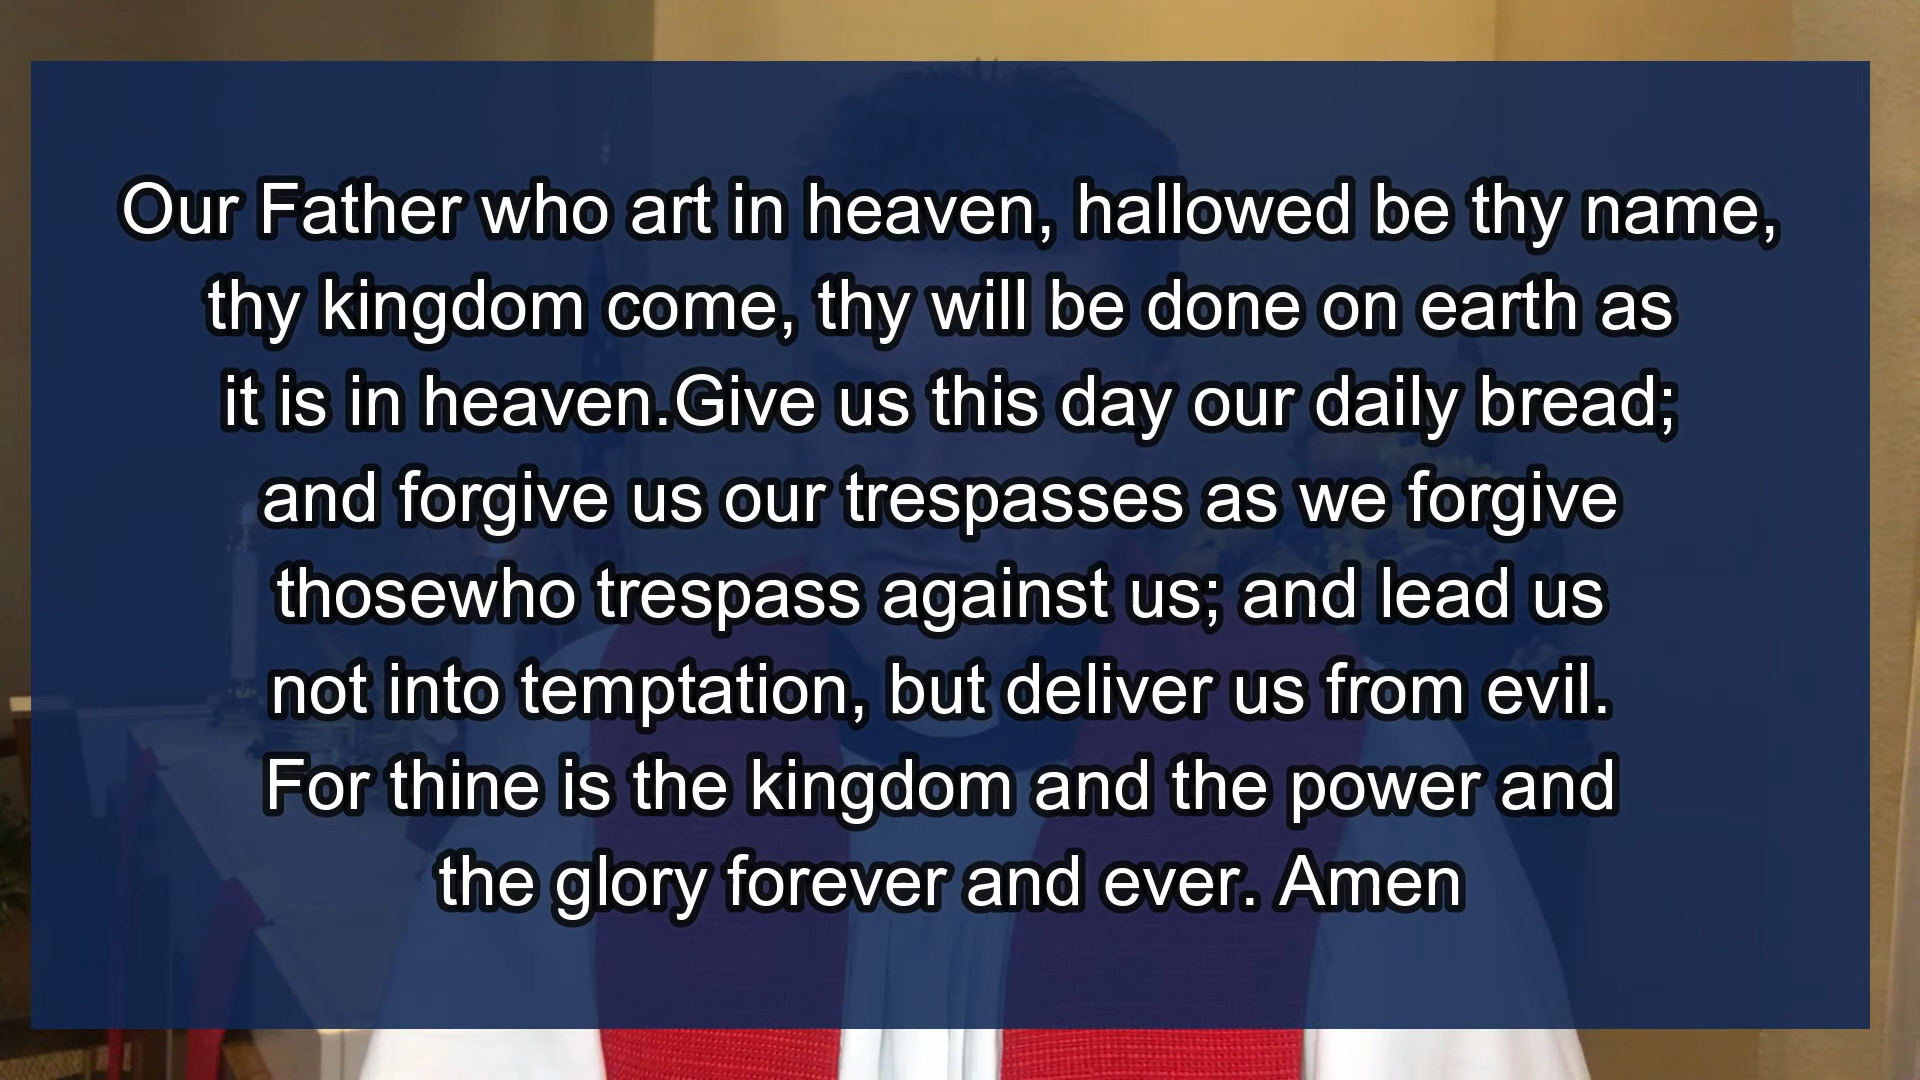 Our Father who art in heaven, hallowed be thy name,
thy kingdom come, thy will be done on earth as
it is in heaven.Give us this day our daily bread;
and forgive us our trespasses as we forgive
thosewho trespass against us; and lead us
not into temptation, but deliver us from evil.
For thine is the kingdom and the power and
the glory forever and ever. Amen